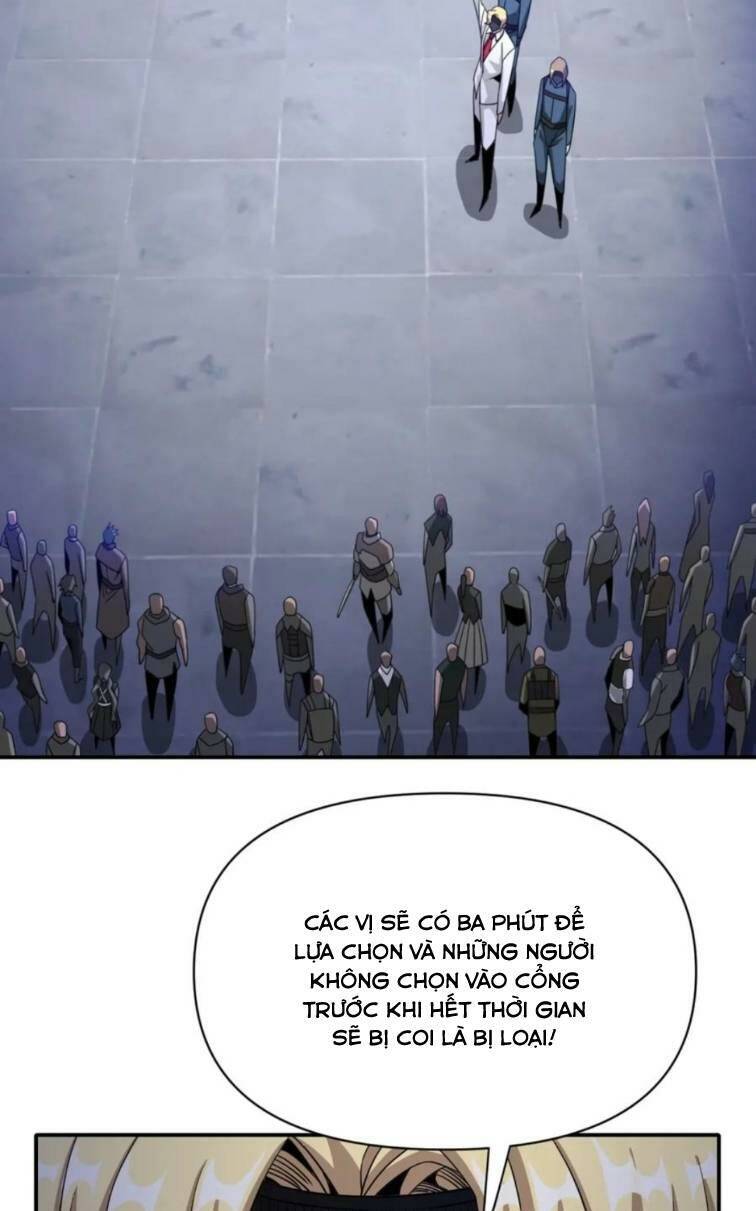 CÁC VỊ SẼ CÓ BA PHÚT ĐỂ
LỰA CHỌN VÀ NHỮNG NGƯỜI
KHÔNG CHỌN VÀO CỔNG
TRƯỚC KHI HẾT THỜI GIAN
SẼ BỊ COI LÀ BỊ LOẠI!